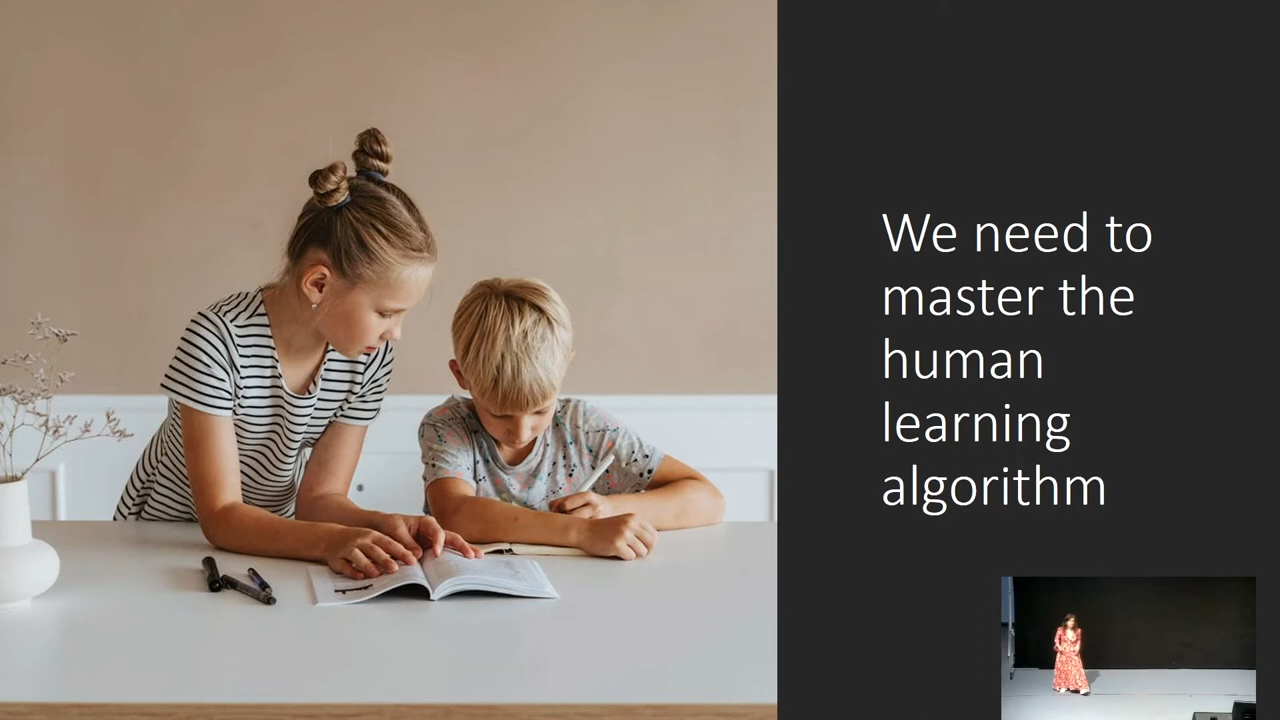 We need to
master the
human
learning
algorithm